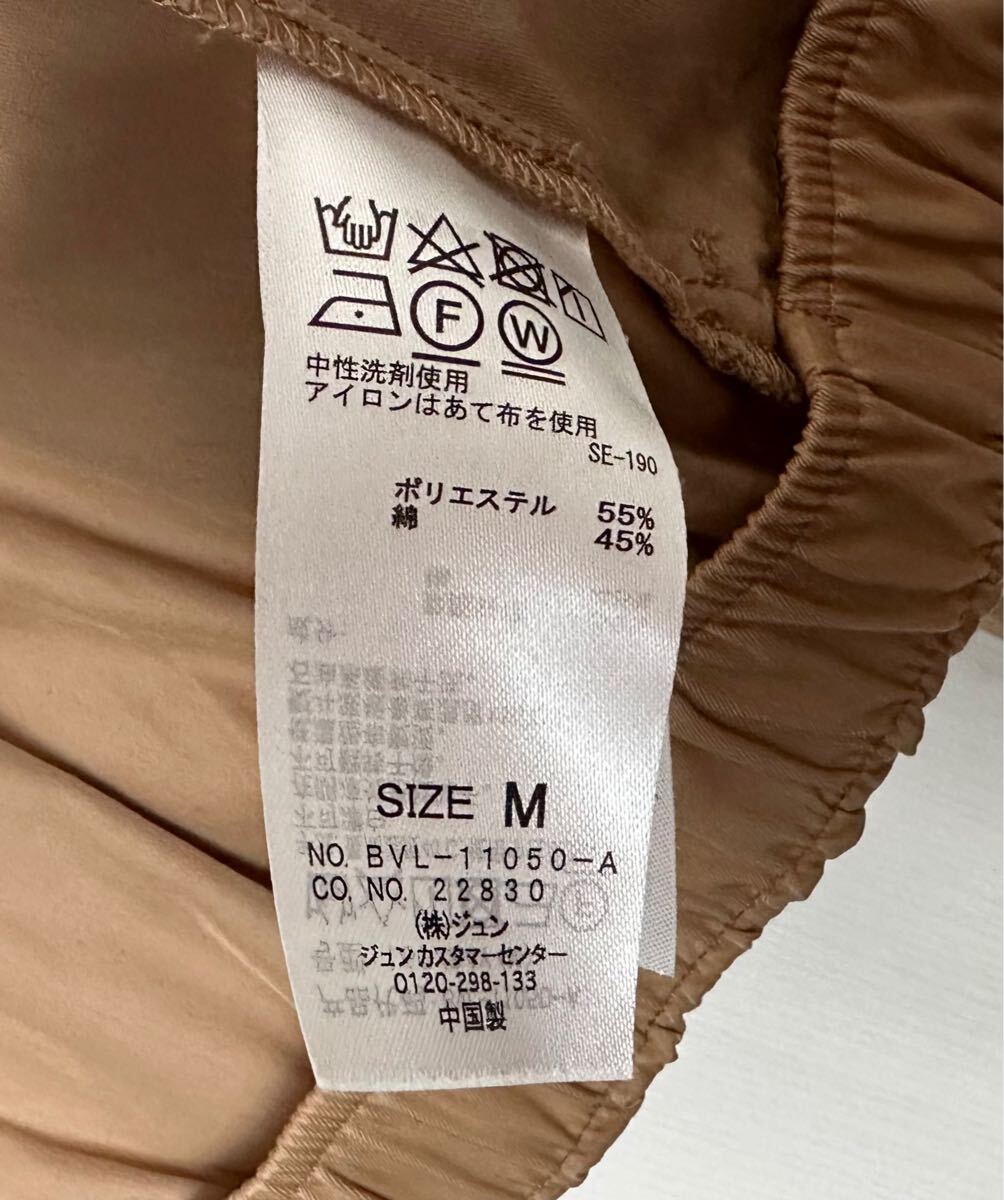 F W
中性洗剤使用
アイロンはあて布を使用
SE-190
ポリエステル 55%
綿 45%
SIZE M
NO. BVL-11050-A
CO. NO. 22830
(株)ジュン
ジュンカスタマーセンター
0120-298-133
中国製